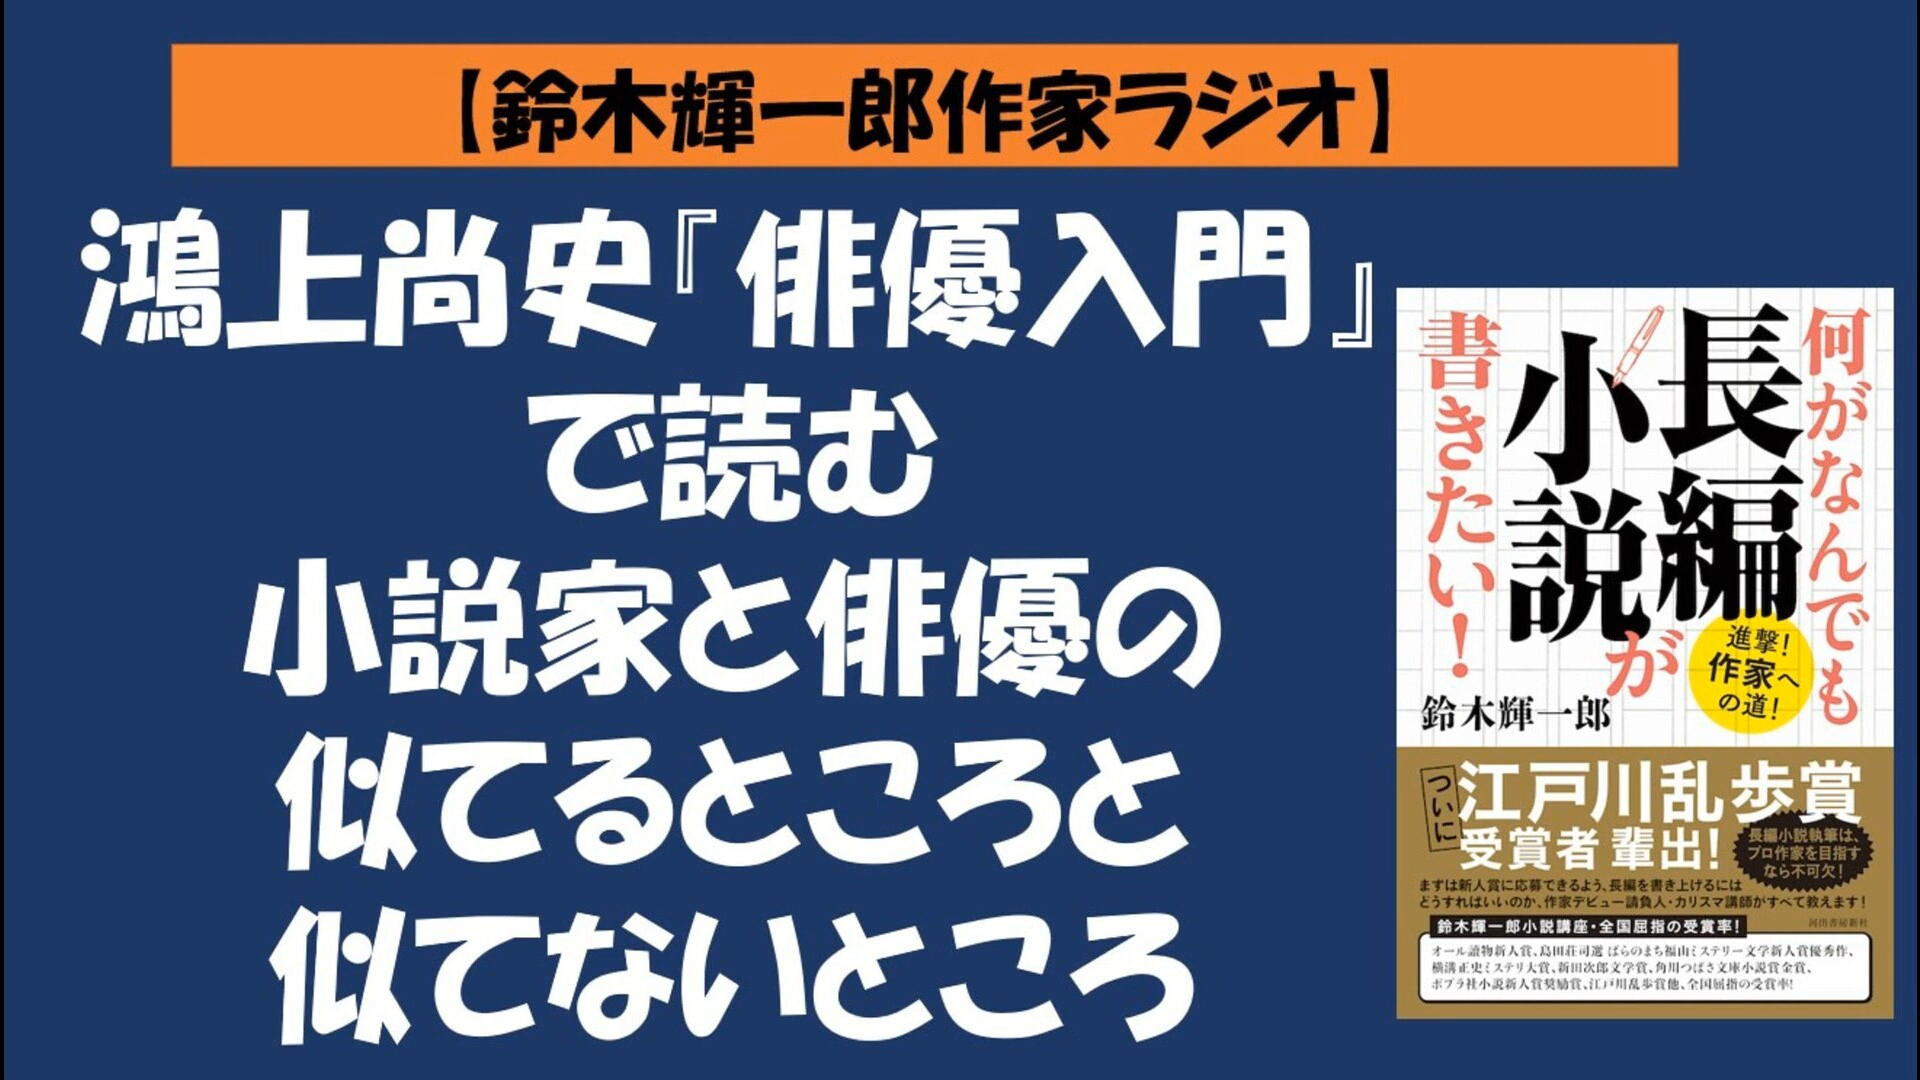 【鈴木輝一郎作家ラジオ】
鴻上尚史『俳優入門』
で読む
小説家と俳優の
似てるところと
似てないところ
何がなんでも
長編
小説が
書きたい!
進撃!
作家へ
の道!
鈴木輝一郎
ついに
江戸川乱歩賞
受賞者輩出!
長編小説執筆は、
プロ作家を目指す
なら不可欠!
まずは新人賞に応募できるよう、長編を書き上げるには
どうすればいいのか、作家デビュー請負人・カリスマ講師がすべて教えます!
河出書房新社
鈴木輝一郎小説講座・全国屈指の受賞率!
オール讀物新人賞、島田荘司選 ばらのまち福山ミステリー文学新人賞優秀作、
横溝正史ミステリ大賞、新田次郎文学賞、角川つばさ文庫小説賞金賞、
ポプラ社小説新人賞奨励賞、江戸川乱歩賞他、全国屈指の受賞率!